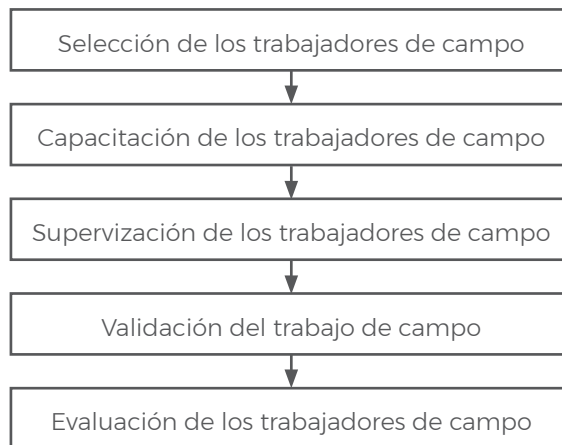 Selección de los trabajadores de campo
Capacitación de los trabajadores de campo
Supervización de los trabajadores de campo
Validación del trabajo de campo
Evaluación de los trabajadores de campo